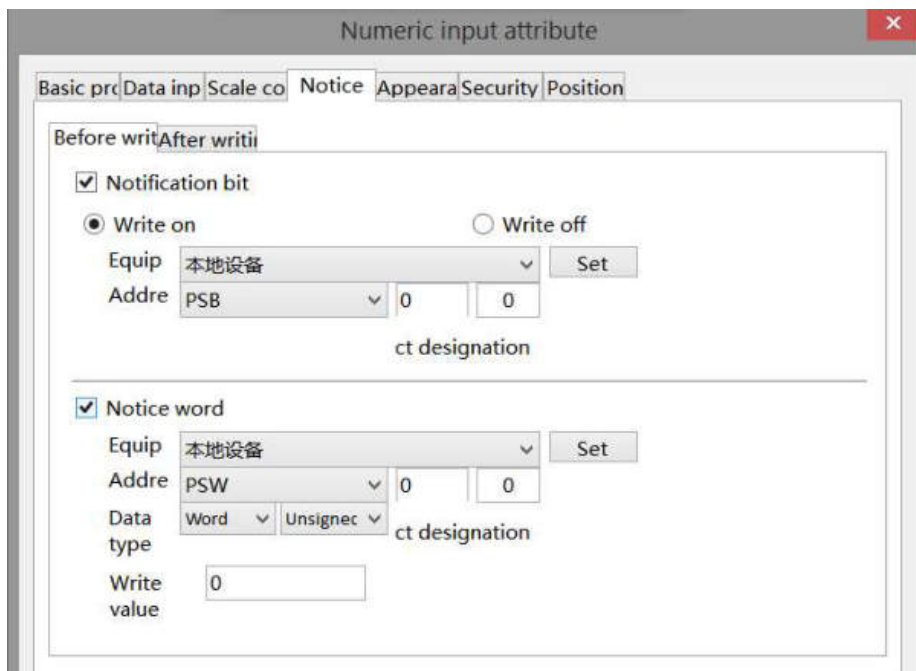 Numeric input attribute
Basic prc Data inp Scale co Notice Appeara Security Position
Before writ After writin
Notification bit
Write on Write off
Equip 本地设备 Set
Addre PSB 0 0
ct designation
Notice word
Equip 本地设备 Set
Addre PSW 0 0
Data type Word Unsigned ct designation
Write value 0